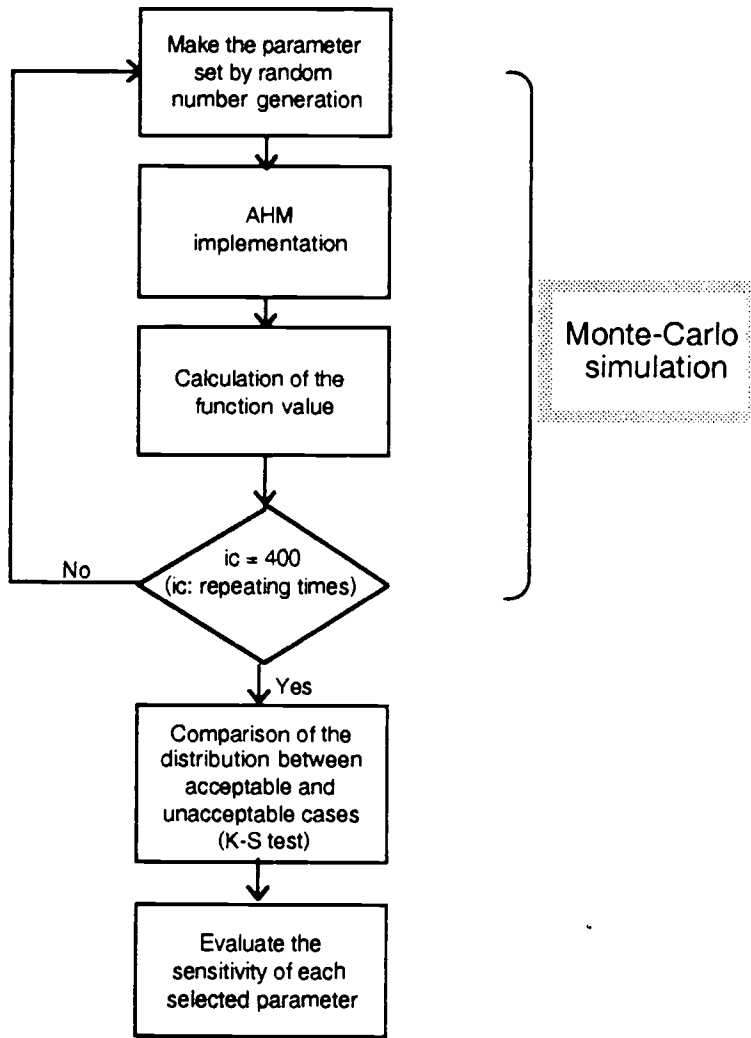 Make the parameter
set by random
number generation
AHM
implementation
Calculation of the
function value
Monte-Carlo
simulation
ic = 400
(ic: repeating times)
No
Yes
Comparison of the
distribution between
acceptable and
unacceptable cases
(K-S test)
Evaluate the
sensitivity of each
selected parameter